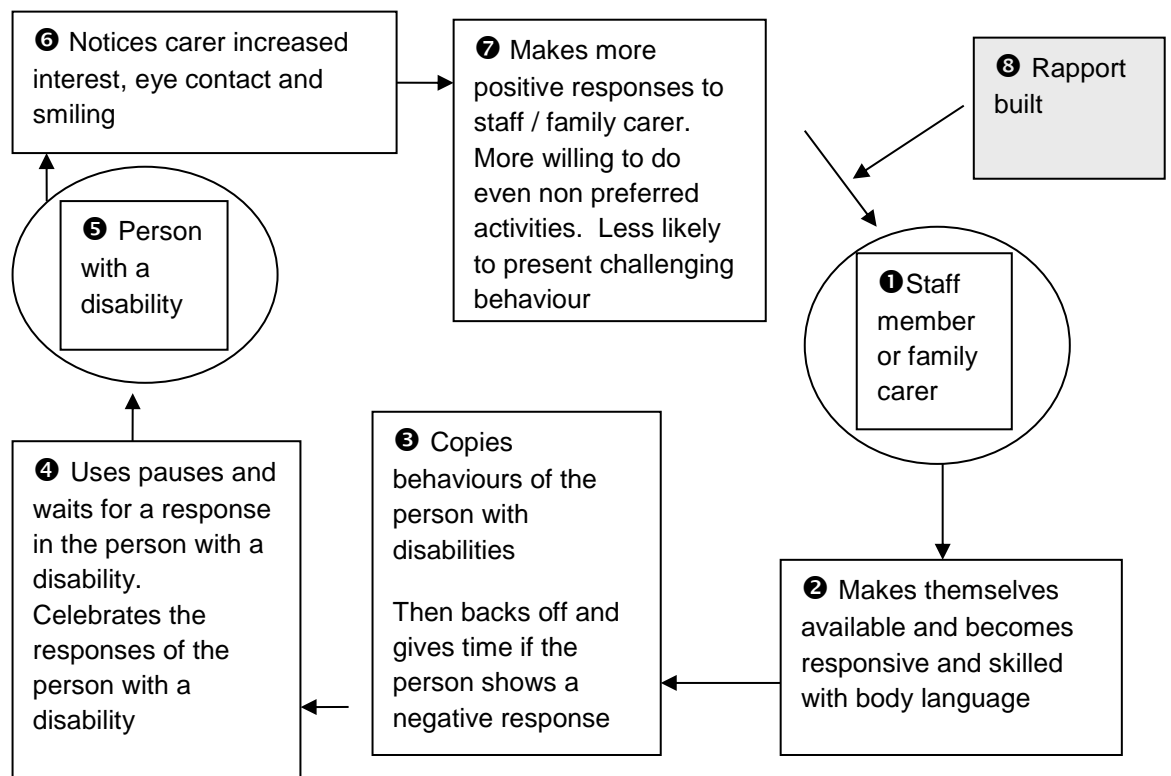 ❻ Notices carer increased
interest, eye contact and
smiling
❼ Makes more
positive responses to
staff / family carer.
More willing to do
even non preferred
activities.  Less likely
to present challenging
behaviour
❽ Rapport
built
❺ Person
with a
disability
❶Staff
member
or family
carer
❹ Uses pauses and
waits for a response
in the person with a
disability.
Celebrates the
responses of the
person with a
disability
❸ Copies
behaviours of the
person with
disabilities
Then backs off and
gives time if the
person shows a
negative response
❷ Makes themselves
available and becomes
responsive and skilled
with body language